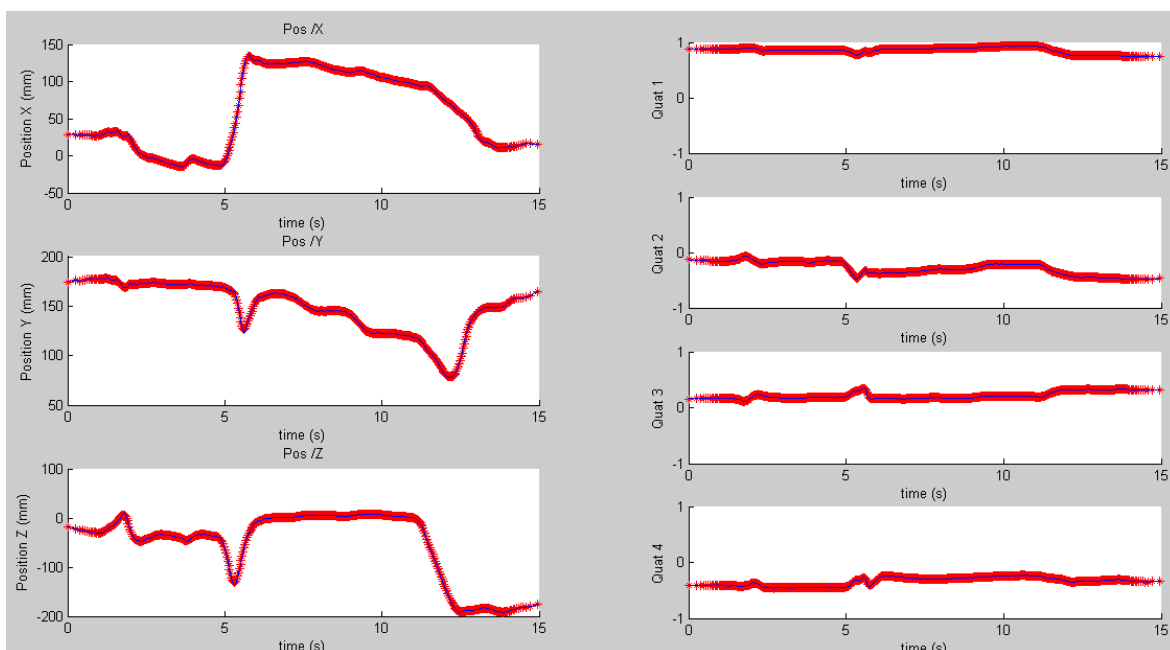 Pos /X
Position X (mm)
150
100
50
0
-50
0 5 10 15
time (s)
Pos /Y
Position Y (mm)
200
150
100
50
0 5 10 15
time (s)
Pos /Z
Position Z (mm)
100
0
-100
-200
0 5 10 15
time (s)
Quat 1
1
0
-1
0 5 10 15
time (s)
Quat 2
1
0
-1
0 5 10 15
time (s)
Quat 3
1
0
-1
0 5 10 15
time (s)
Quat 4
1
0
-1
0 5 10 15
time (s)